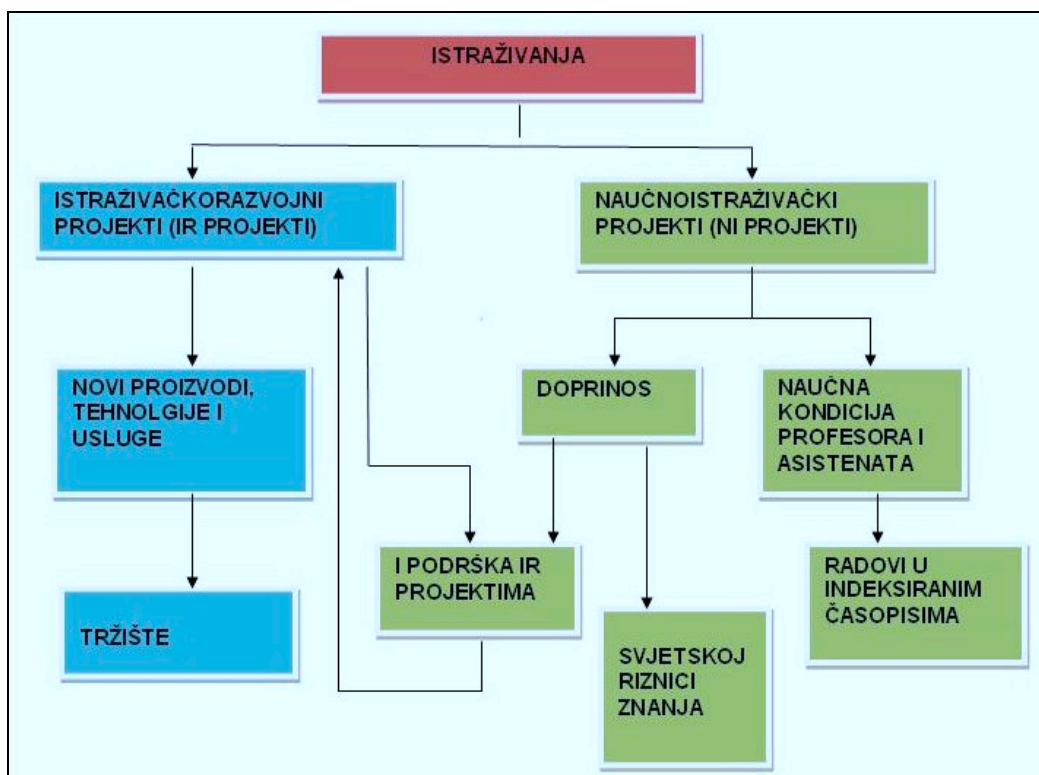 ISTRAŽIVANJA
ISTRAŽIVAČKORAZVOJNI
PROJEKTI (IR PROJEKTI)
NAUČNOISTRAŽIVAČKI
PROJEKTI (NI PROJEKTI)
NOVI PROIZVODI,
TEHNOLGIJE I
USLUGE
DOPRINOS
NAUČNA
KONDICIJA
PROFESORA I
ASISTENATA
I PODRŠKA IR
PROJEKTIMA
RADOVI U
INDEKSIRANIM
ČASOPISIMA
TRŽIŠTE
SVJETSKOJ
RIZNICI
ZNANJA